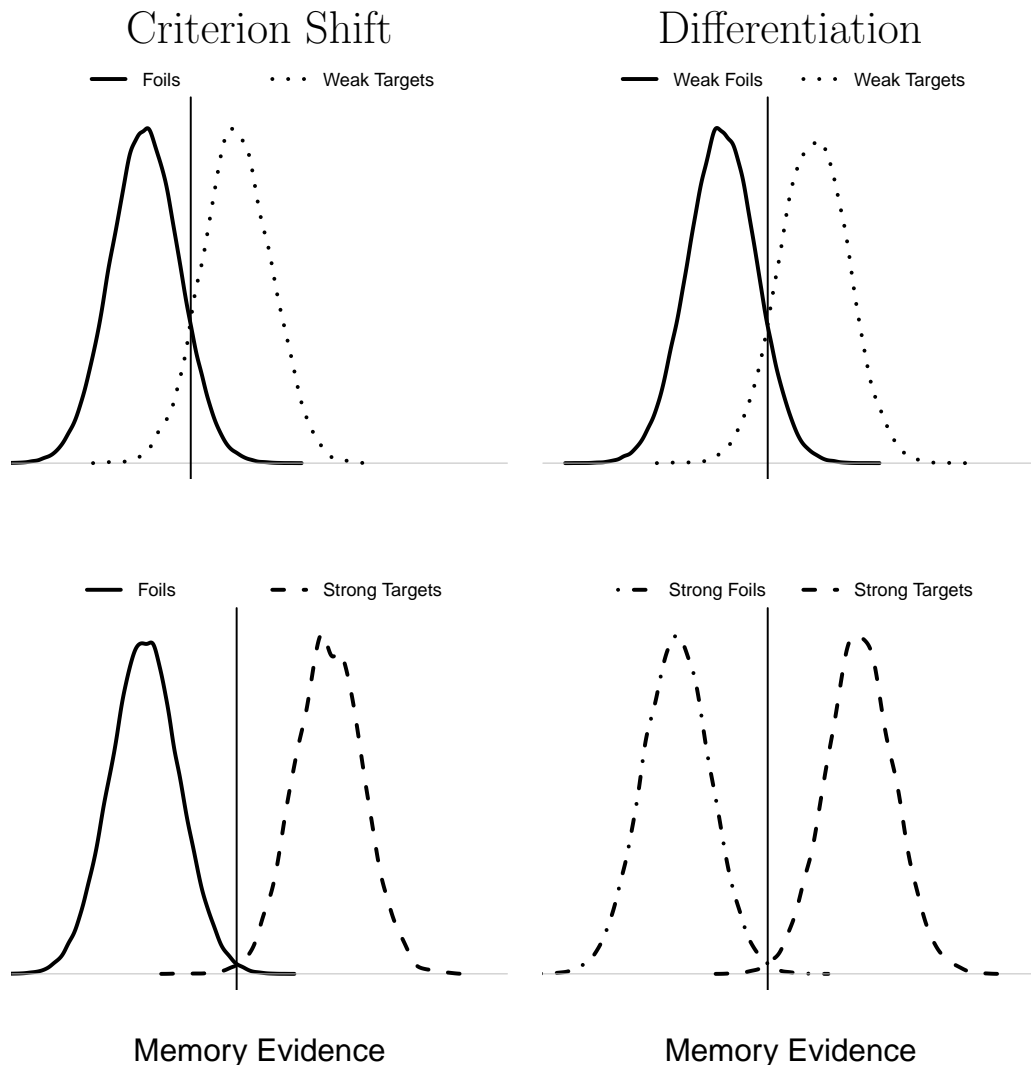 Criterion Shift
Differentiation
Foils
Weak Targets
Weak Foils
Weak Targets
Foils
Strong Targets
Strong Foils
Strong Targets
Memory Evidence
Memory Evidence